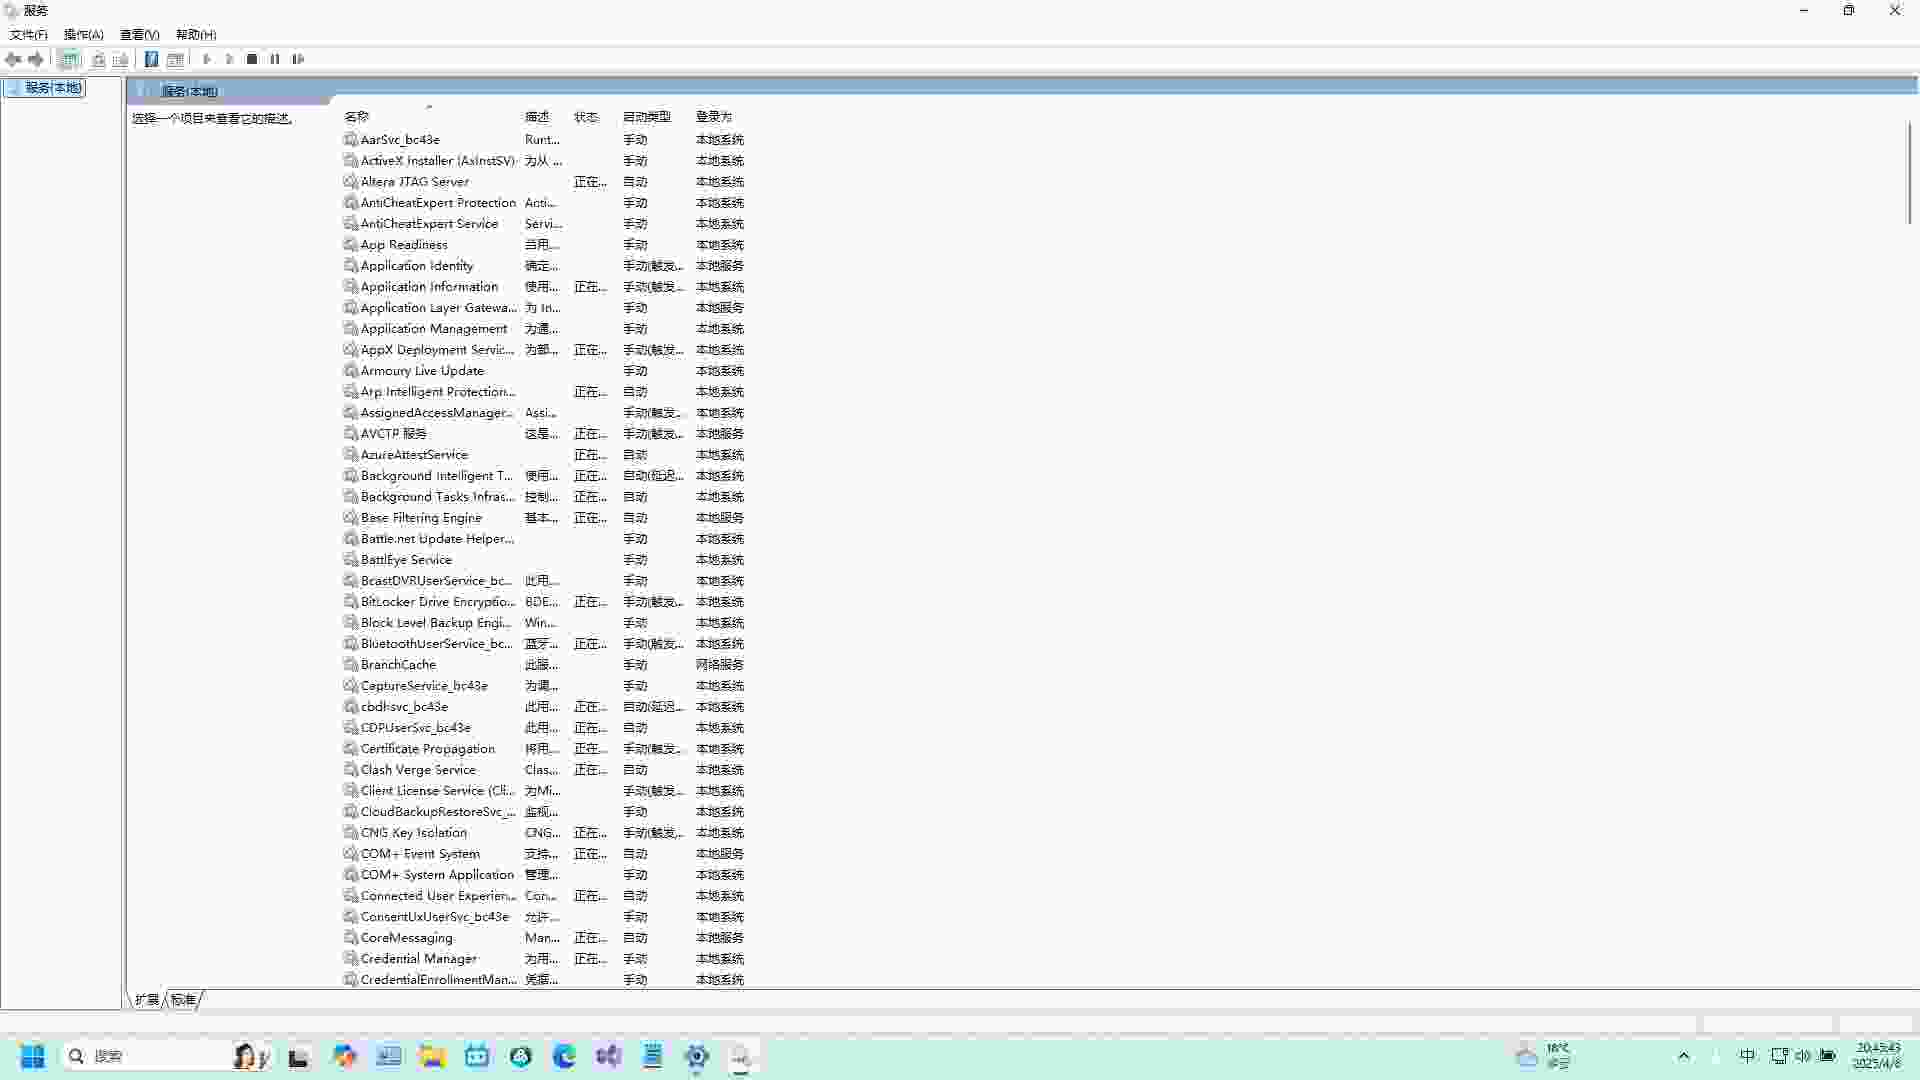 服务
文件(F) 操作(A) 查看(V) 帮助(H)
服务(本地)
服务(本地)
选择一个项目来查看它的描述。
名称 描述 状态 启动类型 登录为
AarSvc_bc43e Runt... 手动 本地系统
ActiveX Installer (AxInstSV) 为从 ... 手动 本地系统
Altera JTAG Server 正在... 自动 本地系统
AntiCheatExpert Protection Anti... 手动 本地系统
AntiCheatExpert Service Servi... 手动 本地系统
App Readiness 当用... 手动 本地系统
Application Identity 确定... 手动(触发... 本地服务
Application Information 使用... 正在... 手动(触发... 本地系统
Application Layer Gatewa... 为 In... 手动 本地服务
Application Management 为通... 手动 本地系统
AppX Deployment Servic... 为部... 正在... 手动(触发... 本地系统
Armoury Live Update 手动 本地系统
Arp Intelligent Protection... 正在... 自动 本地系统
AssignedAccessManager... Assi... 手动(触发... 本地系统
AVCTP 服务 这是... 正在... 手动(触发... 本地服务
AzureAttestService 正在... 自动 本地系统
Background Intelligent T... 使用... 正在... 自动(延迟... 本地系统
Background Tasks Infras... 控制... 正在... 自动 本地系统
Base Filtering Engine 基本... 正在... 自动 本地服务
Battle.net Update Helper... 手动 本地系统
BattlEye Service 手动 本地系统
BcastDVRUserService_bc... 此用... 手动 本地系统
BitLocker Drive Encryptio... BDE... 正在... 手动(触发... 本地系统
Block Level Backup Engi... Win... 手动 本地系统
BluetoothUserService_bc... 蓝牙... 正在... 手动(触发... 本地系统
BranchCache 此服... 手动 网络服务
CaptureService_bc43e 为调... 手动 本地系统
cbdhsvc_bc43e 此用... 正在... 自动(延迟... 本地系统
CDPUserSvc_bc43e 此用... 正在... 自动 本地系统
Certificate Propagation 将用... 正在... 手动(触发... 本地系统
Clash Verge Service Clas... 正在... 自动 本地系统
Client License Service (Cli... 为Mi... 手动(触发... 本地系统
CloudBackupRestoreSvc_... 监视... 手动 本地系统
CNG Key Isolation CNG... 正在... 手动(触发... 本地系统
COM+ Event System 支持... 正在... 自动 本地服务
COM+ System Application 管理... 手动 本地系统
Connected User Experien... Con... 正在... 自动 本地系统
ConsentUxUserSvc_bc43e 允许... 手动 本地系统
CoreMessaging Man... 正在... 自动 本地服务
Credential Manager 为用... 正在... 手动 本地系统
CredentialEnrollmentMan... 凭据... 手动 本地系统
扩展 标准
搜索
18°C
中
20:43:43
2025/4/6